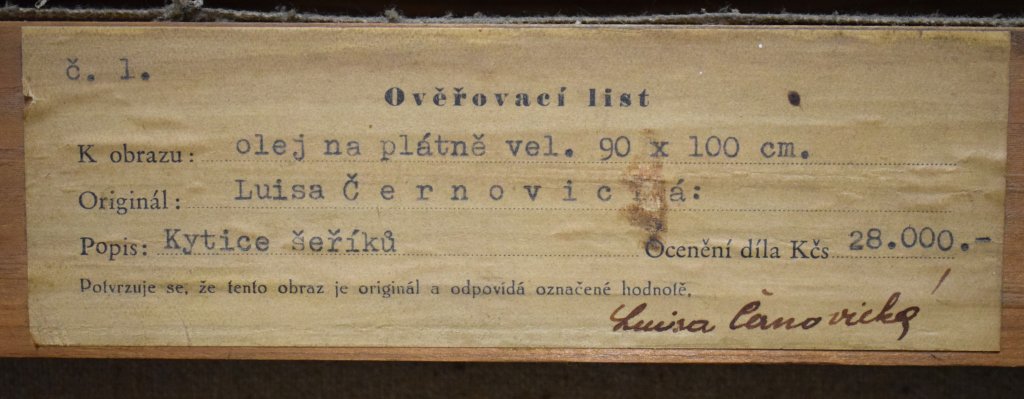 č. 1.
Ověřovací list
K obrazu: olej na plátně vel. 90 x 100 cm.
Originál: Luisa Černovická:
Popis: Kytice šeříků Ocenění díla Kčs 28.000.-
Potvrzuje se, že tento obraz je originál a odpovídá označené hodnotě.
Luisa Černovická